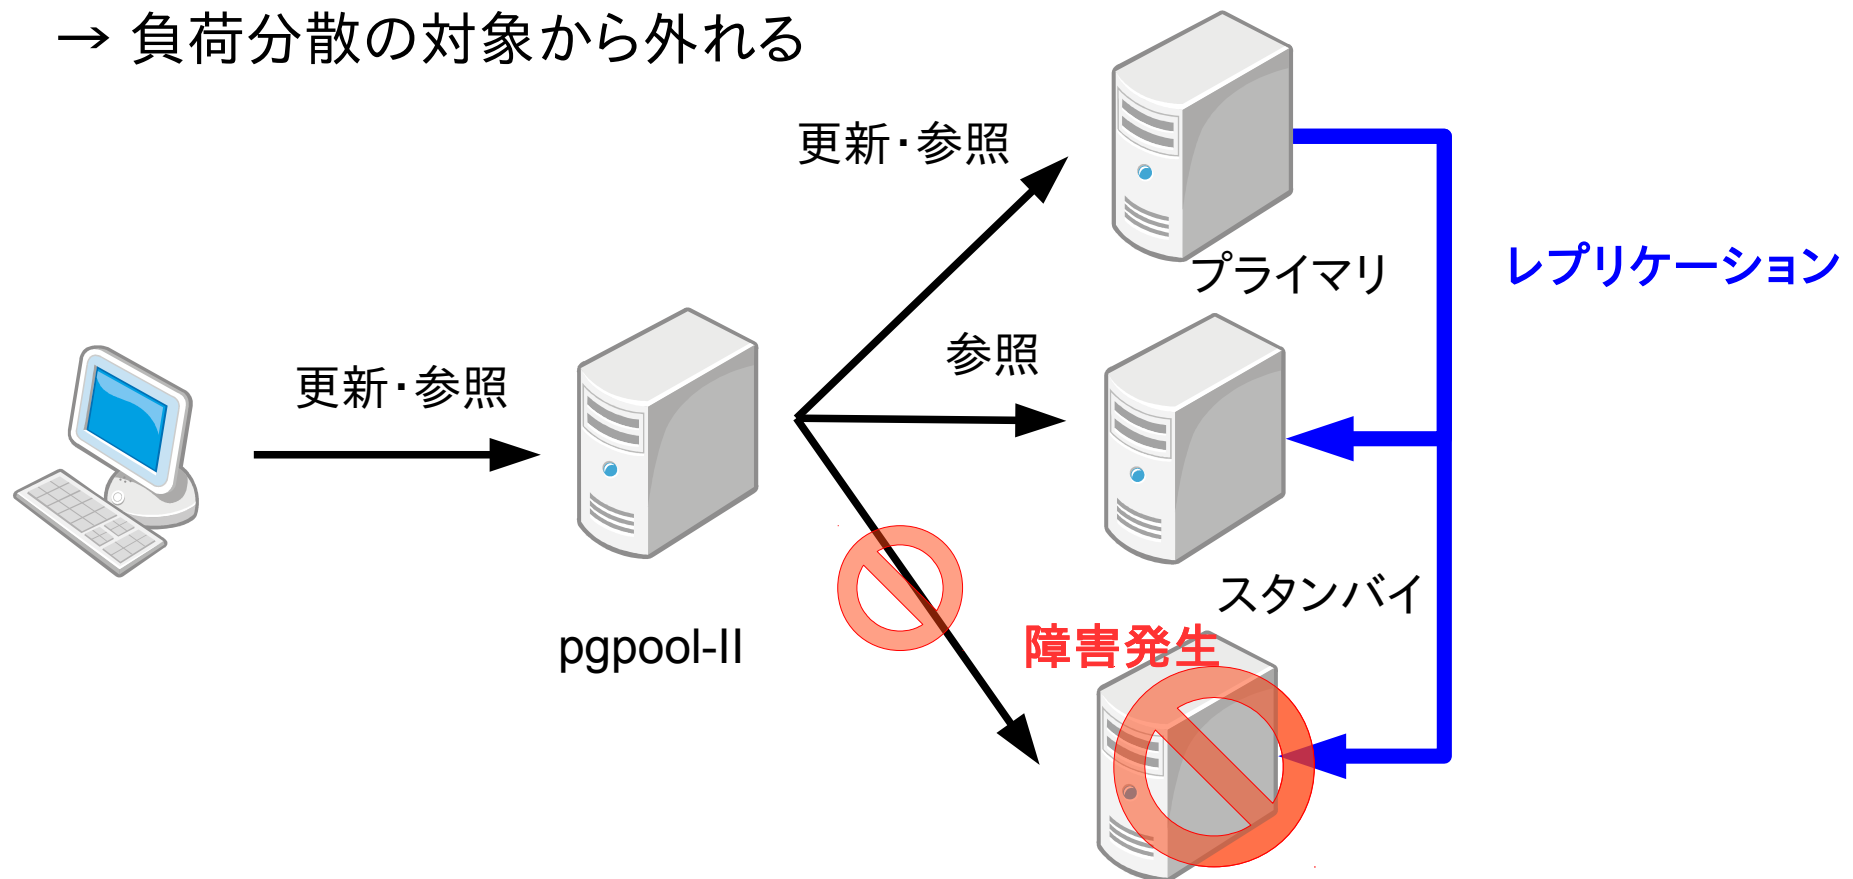 → 負荷分散の対象から外れる
更新・参照
プライマリ
レプリケーション
参照
更新・参照
スタンバイ
障害発生
pgpool-II